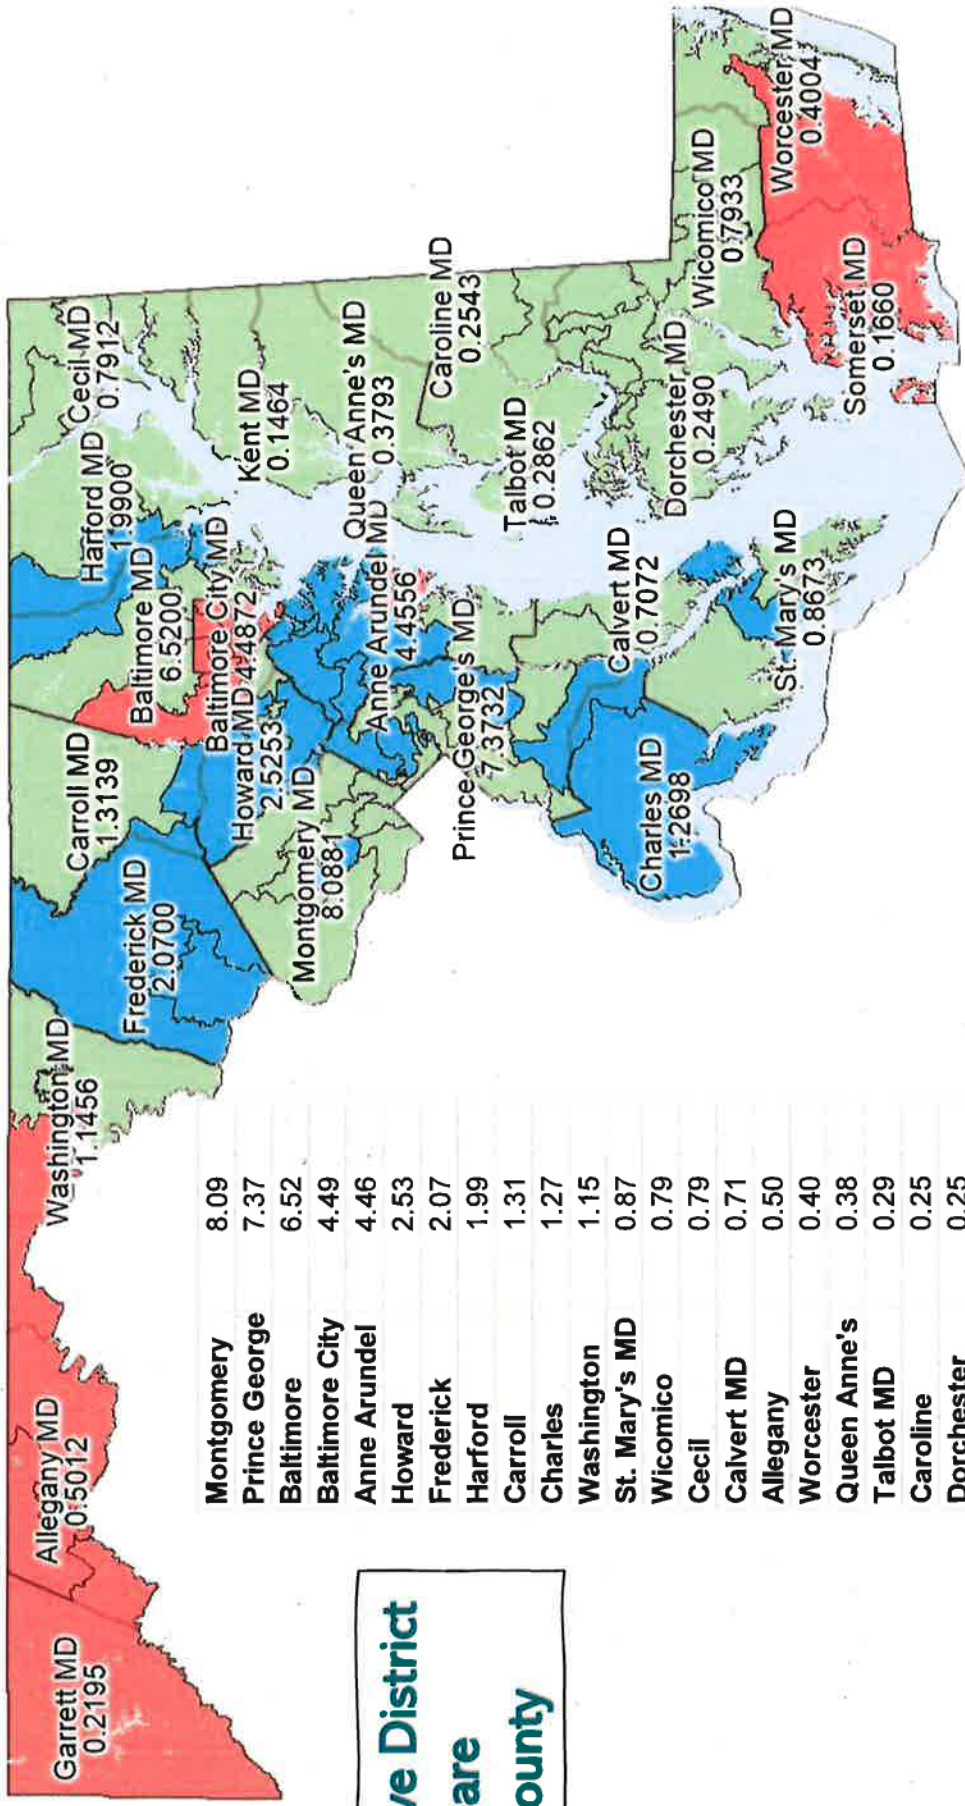 Garrett MD
0.2195
Allegany MD
0.5012
Washington MD
1.1456
Frederick MD
2.0700
Carroll MD
1.3139
Baltimore MD
6.5200
Harford MD
1.9900
Cecil MD
0.7912
Baltimore City MD
4.4872
Howard MD
2.5253
Montgomery MD
8.0881
Kent MD
0.1464
Queen Anne's MD
0.3793
Anne Arundel MD
4.4556
Caroline MD
0.2543
Prince George's MD
7.3732
Talbot MD
0.2862
Calvert MD
0.7072
Charles MD
1.2698
Dorchester MD
0.2490
Wicomico MD
0.7933
St. Mary's MD
0.8673
Somerset MD
0.1660
Worcester MD
0.4004
Montgomery 8.09
Prince George 7.37
Baltimore 6.52
Baltimore City 4.49
Anne Arundel 4.46
Howard 2.53
Frederick 2.07
Harford 1.99
Carroll 1.31
Charles 1.27
Washington 1.15
St. Mary's MD 0.87
Wicomico 0.79
Cecil 0.79
Calvert MD 0.71
Allegany 0.50
Worcester 0.40
Queen Anne's 0.38
Talbot MD 0.29
Caroline 0.25
Dorchester 0.25
ve District
are
ounty